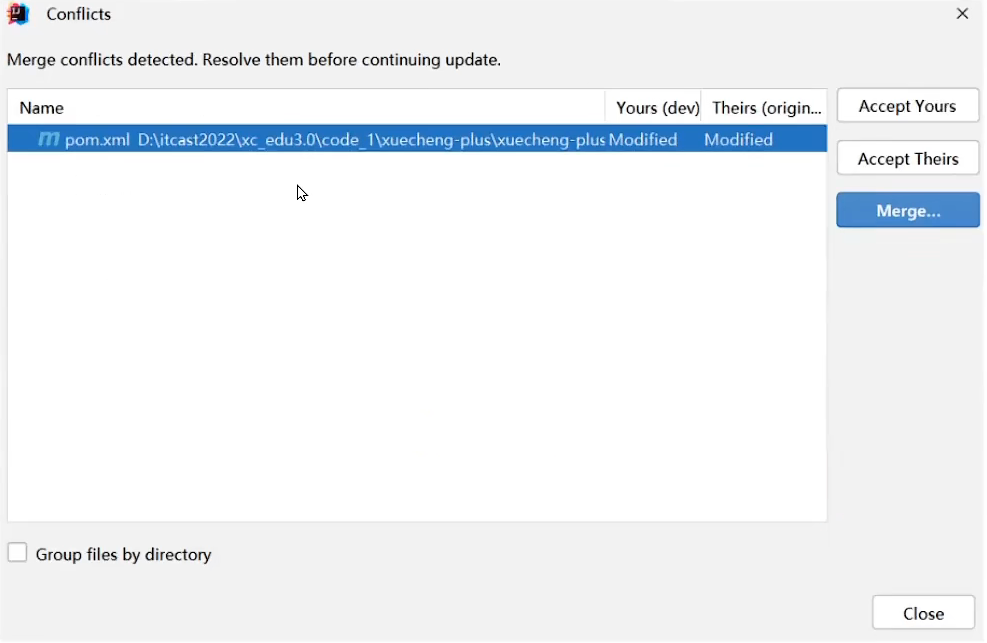 Conflicts
Merge conflicts detected. Resolve them before continuing update.
Name Yours (dev) Theirs (origin...
pom.xml D:\itcast2022\xc_edu3.0\code_1\xuecheng-plus\xuecheng-plus Modified Modified
Accept Yours
Accept Theirs
Merge...
Group files by directory
Close